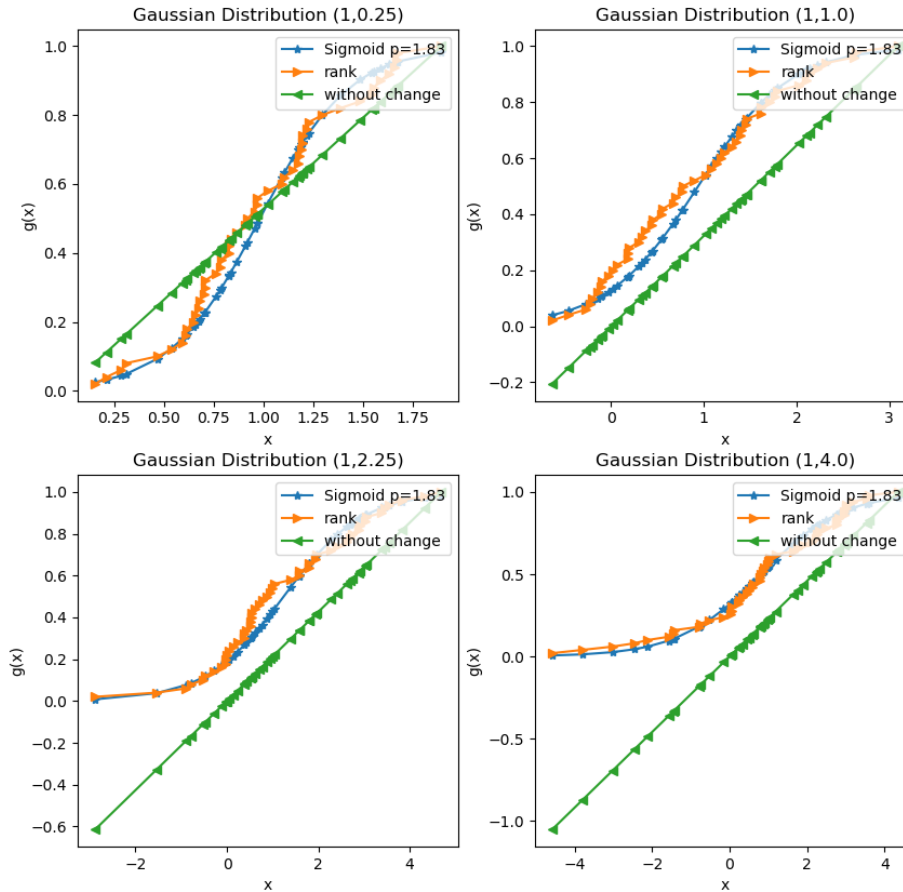 Gaussian Distribution (1,0.25)
1.0
0.8
0.6
0.4
0.2
0.0
g(x)
Sigmoid p=1.83
rank
without change
0.25 0.50 0.75 1.00 1.25 1.50 1.75
x
Gaussian Distribution (1,1.0)
1.0
0.8
0.6
0.4
0.2
0.0
−0.2
g(x)
Sigmoid p=1.83
rank
without change
0 1 2 3
x
Gaussian Distribution (1,2.25)
1.0
0.8
0.6
0.4
0.2
0.0
−0.2
−0.4
−0.6
g(x)
Sigmoid p=1.83
rank
without change
−2 0 2 4
x
Gaussian Distribution (1,4.0)
1.0
0.5
0.0
−0.5
−1.0
g(x)
Sigmoid p=1.83
rank
without change
−4 −2 0 2 4
x